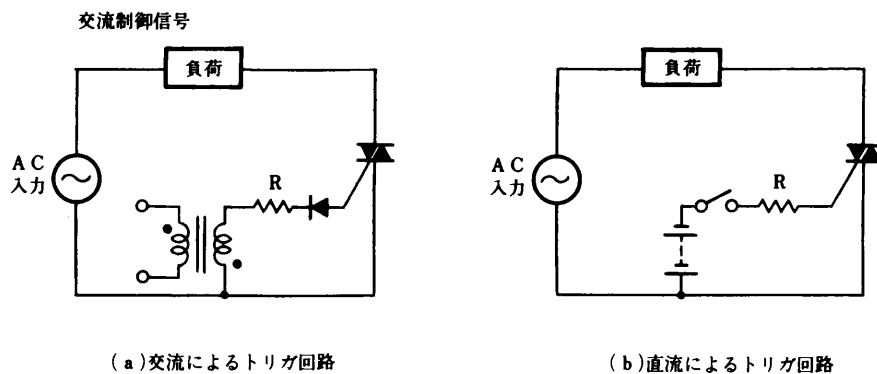 交流制御信号
負荷
AC
入力
R
(a)交流によるトリガ回路
負荷
AC
入力
R
(b)直流によるトリガ回路